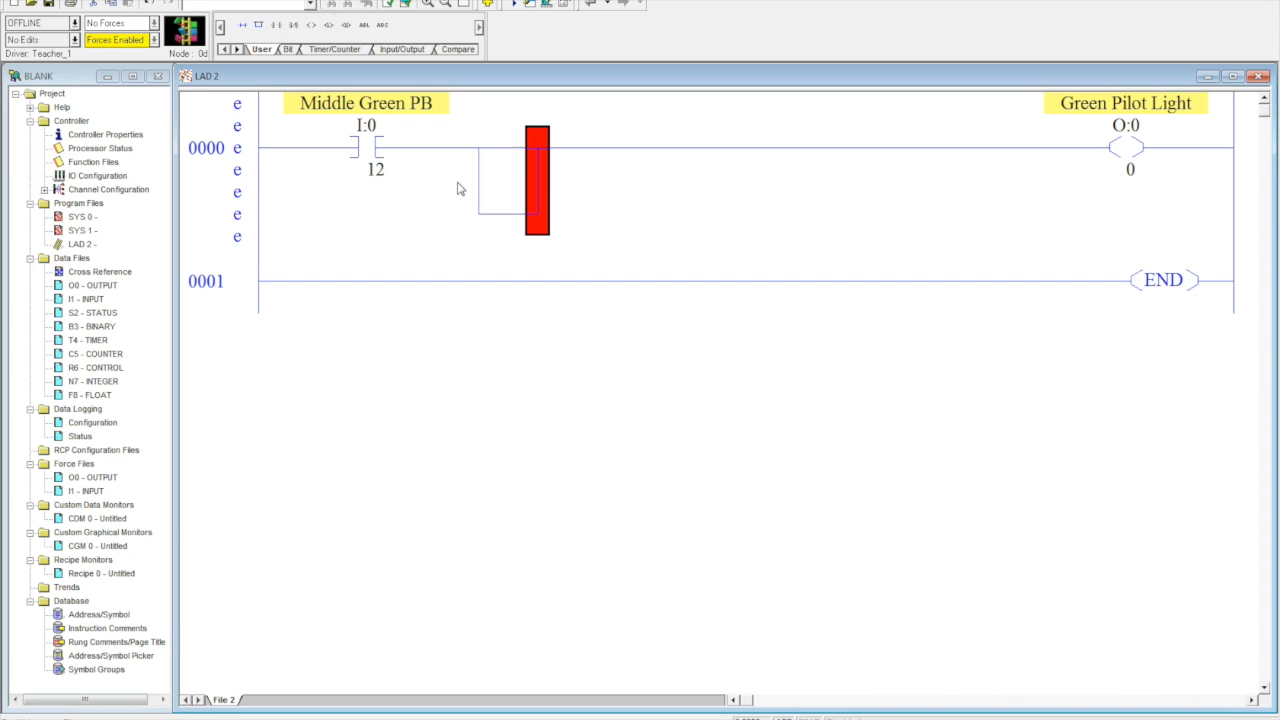 OFFLINE No Forces
No Edits Forces Enabled
Driver: Teacher_1 Node : 0d
ABL ABS
User Bit Timer/Counter Input/Output Compare
BLANK
LAD 2
Project
Help
Controller
Controller Properties
Processor Status
Function Files
IO Configuration
Channel Configuration
Program Files
SYS 0 -
SYS 1 -
LAD 2 -
Data Files
Cross Reference
O0 - OUTPUT
I1 - INPUT
S2 - STATUS
B3 - BINARY
T4 - TIMER
C5 - COUNTER
R6 - CONTROL
N7 - INTEGER
F8 - FLOAT
Data Logging
Configuration
Status
RCP Configuration Files
Force Files
O0 - OUTPUT
I1 - INPUT
Custom Data Monitors
CDM 0 - Untitled
Custom Graphical Monitors
CGM 0 - Untitled
Recipe Monitors
Recipe 0 - Untitled
Trends
Database
Address/Symbol
Instruction Comments
Rung Comments/Page Title
Address/Symbol Picker
Symbol Groups
e Middle Green PB Green Pilot Light
e I:0 O:0
0000 e
e 12 0
e
e
e
0001 END
File 2